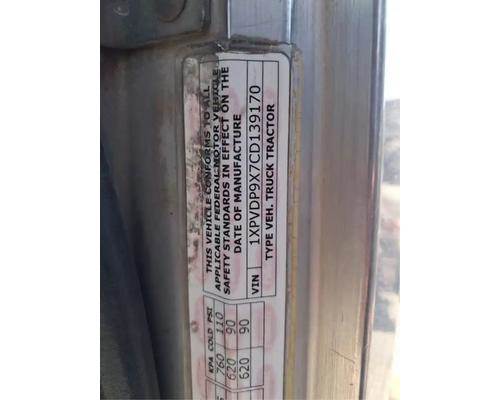 THIS VEHICLE CONFORMS TO ALL
APPLICABLE FEDERAL MOTOR VEHICLE
SAFETY STANDARDS IN EFFECT ON THE
DATE OF MANUFACTURE
VIN 1XPVDP9X7CD139170
TYPE VEH. TRUCK TRACTOR
KPA COLD PSI
760 110
620 90
620 90